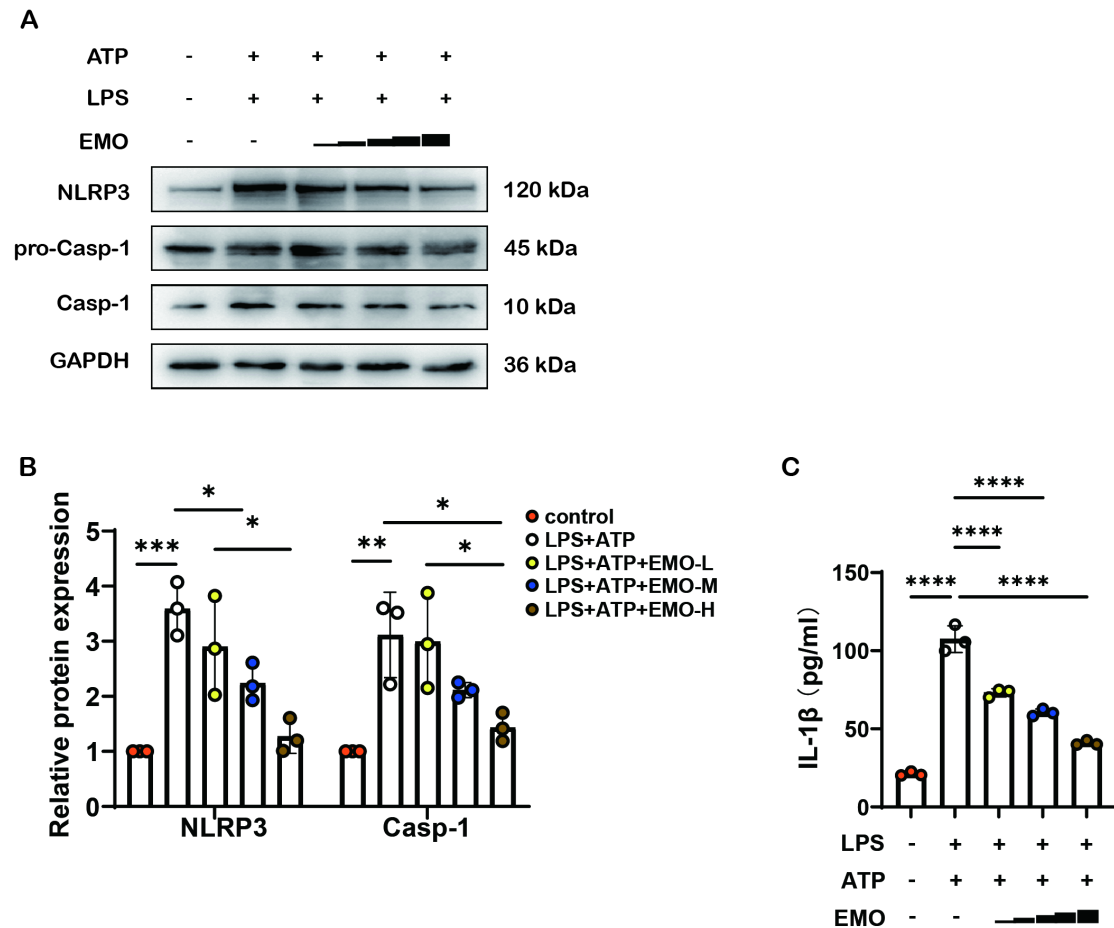 A
ATP - + + + +
LPS - + + + +
EMO - -
NLRP3 120 kDa
pro-Casp-1 45 kDa
Casp-1 10 kDa
GAPDH 36 kDa
B
Relative protein expression
5
4
3
2
1
0
*** * *
** * *
NLRP3 Casp-1
control
LPS+ATP
LPS+ATP+EMO-L
LPS+ATP+EMO-M
LPS+ATP+EMO-H
C
****
****
**** ****
IL-1β（pg/ml）
150
100
50
0
LPS - + + + +
ATP - + + + +
EMO - -